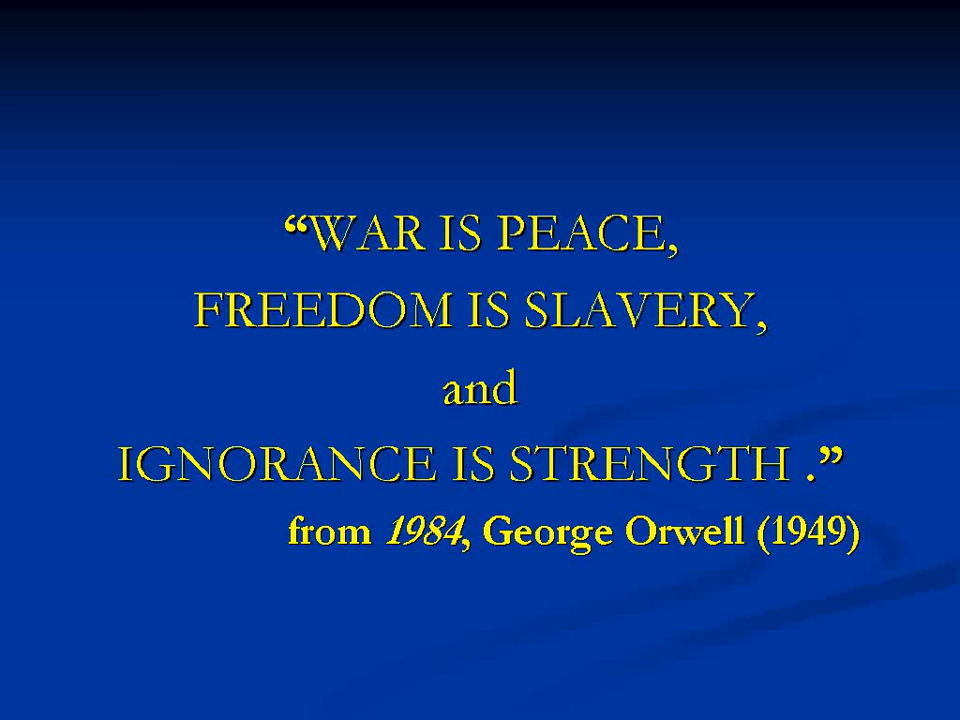 “WAR IS PEACE,
FREEDOM IS SLAVERY,
and
IGNORANCE IS STRENGTH .”
from 1984, George Orwell (1949)